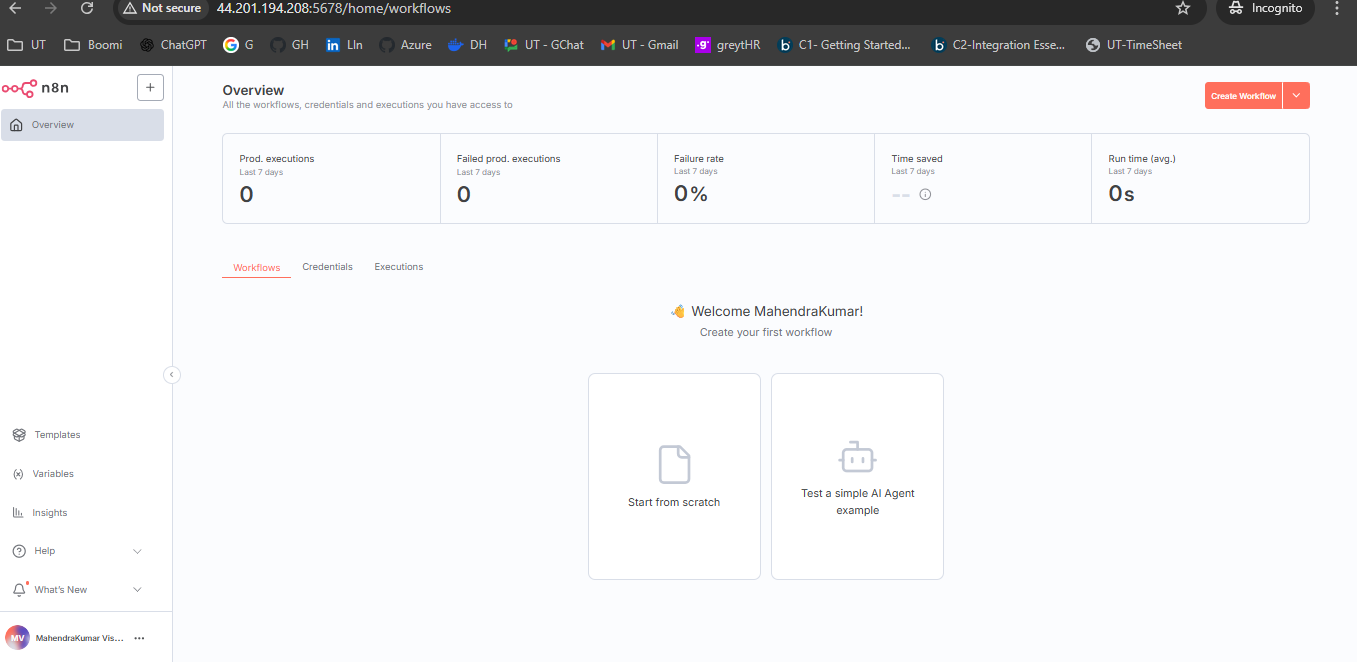 Not secure 44.201.194.208:5678/home/workflows Incognito
UT Boomi ChatGPT G GH LIn Azure DH UT - GChat UT - Gmail ·g· greytHR b C1- Getting Started... b C2-Integration Esse... UT-TimeSheet
n8n
+
Overview
Overview
All the workflows, credentials and executions you have access to
Create Workflow
Prod. executions
Last 7 days
0
Failed prod. executions
Last 7 days
0
Failure rate
Last 7 days
0%
Time saved
Last 7 days
--
Run time (avg.)
Last 7 days
0s
Workflows Credentials Executions
👋 Welcome MahendraKumar!
Create your first workflow
Start from scratch
Test a simple AI Agent
example
Templates
Variables
Insights
Help
What's New
MV MahendraKumar Vis... ...